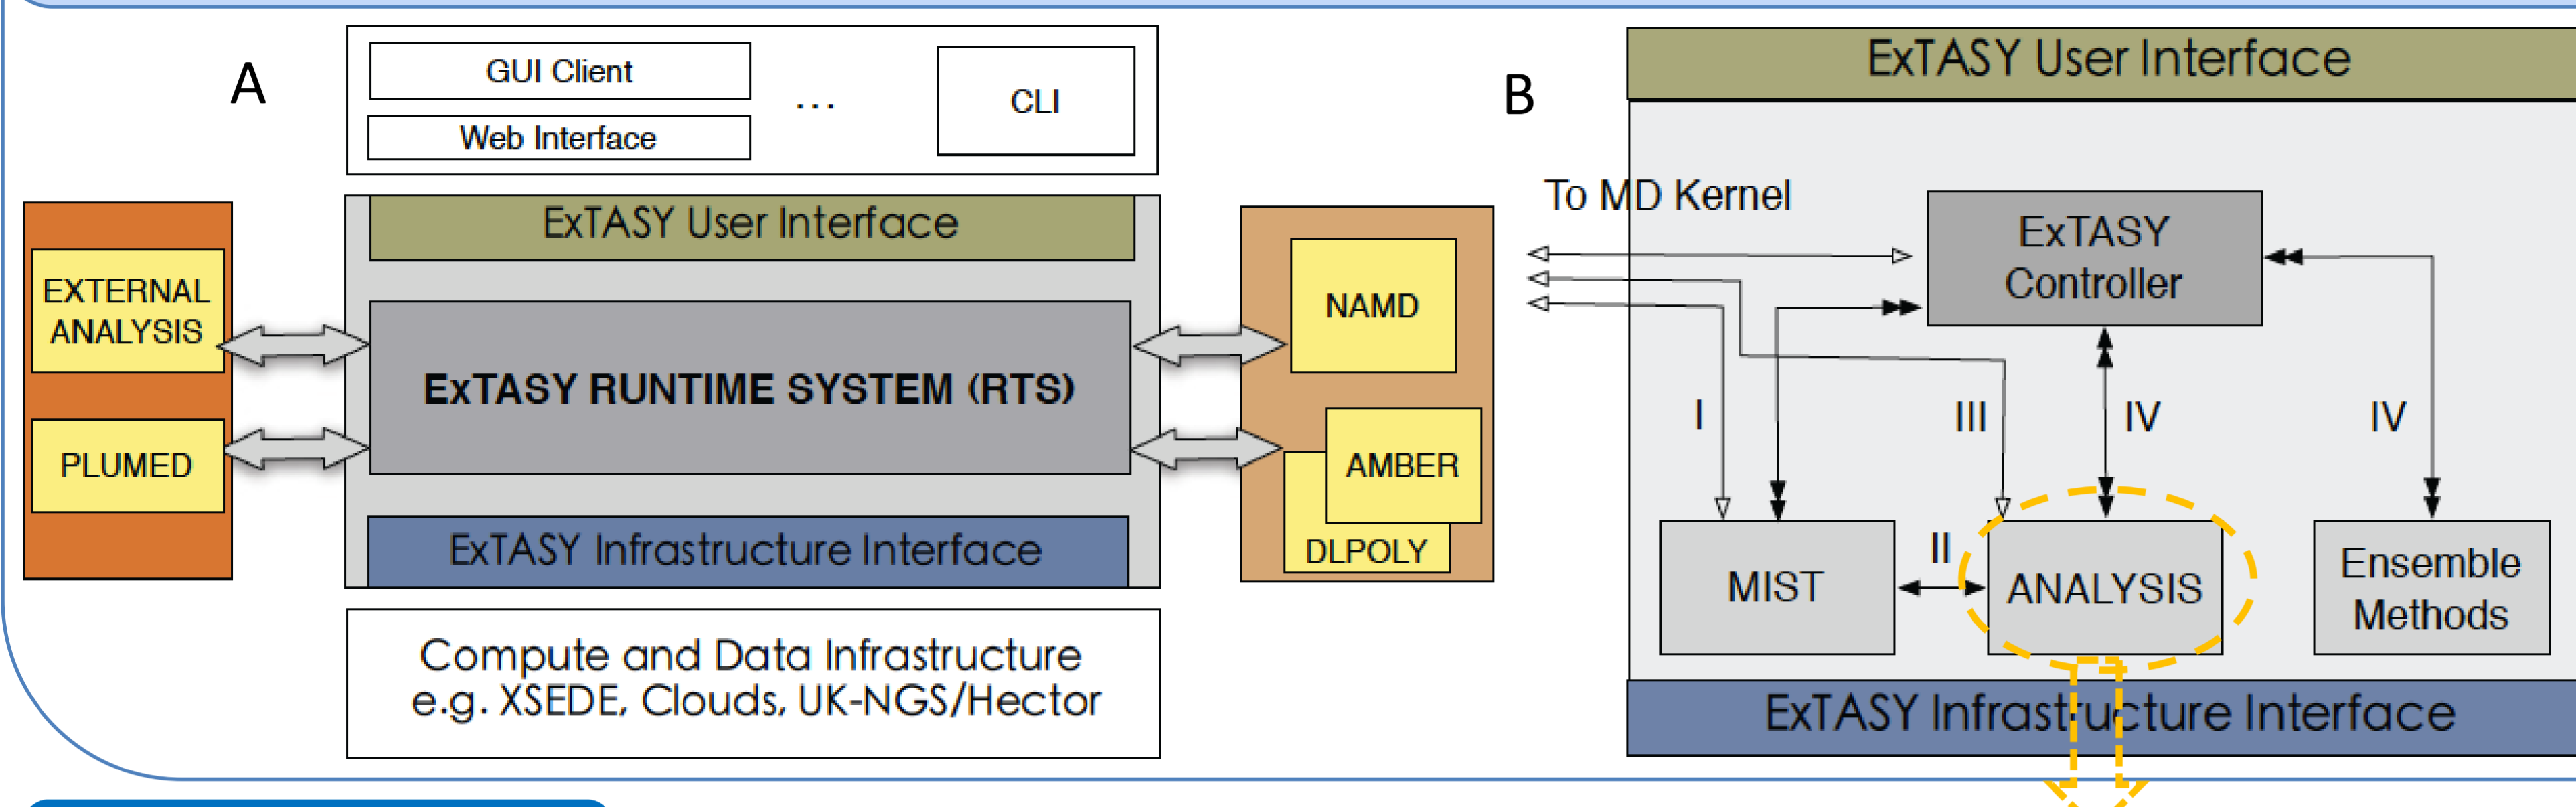 A
GUI Client
Web Interface
...
CLI
ExTASY User Interface
EXTERNAL
ANALYSIS
PLUMED
ExTASY RUNTIME SYSTEM (RTS)
NAMD
AMBER
DLPOLY
ExTASY Infrastructure Interface
Compute and Data Infrastructure
e.g. XSEDE, Clouds, UK-NGS/Hector
B
ExTASY User Interface
To MD Kernel
ExTASY
Controller
I
III
IV
IV
II
MIST
ANALYSIS
Ensemble
Methods
ExTASY Infrastructure Interface